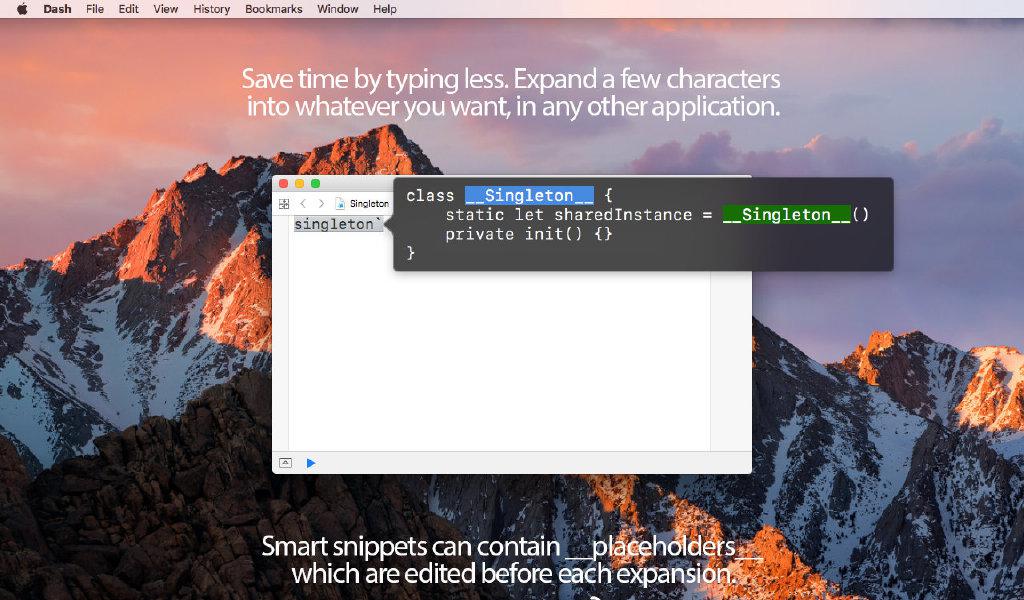 Dash File Edit View History Bookmarks Window Help
Save time by typing less. Expand a few characters
into whatever you want, in any other application.
Singleton
singleton`
class __Singleton__ {
    static let sharedInstance = __Singleton__()
    private init() {}
}
Smart snippets can contain __placeholders__
which are edited before each expansion.